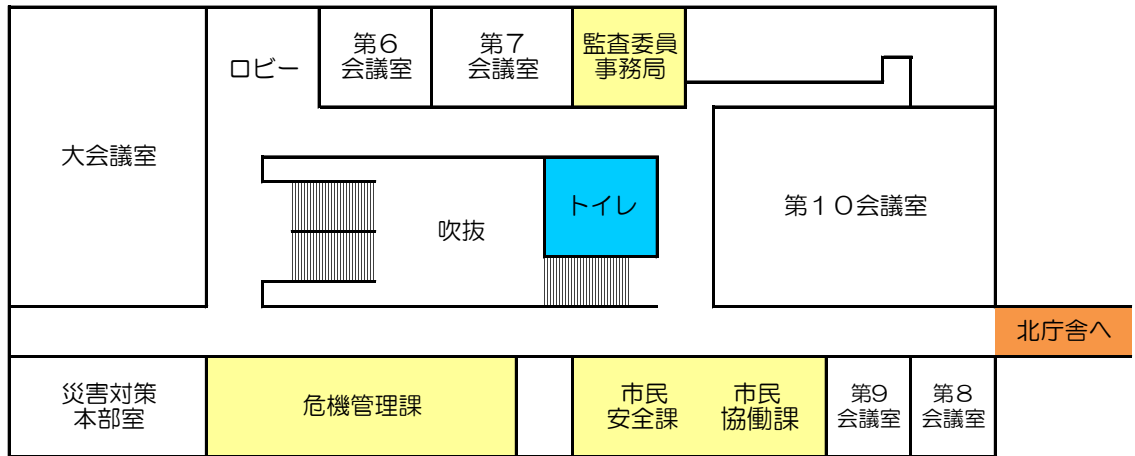 ロビー
第６
会議室
第７
会議室
監査委員
事務局
大会議室
トイレ
第１０会議室
吹抜
北庁舎へ
災害対策
本部室
危機管理課
市民
安全課
市民
協働課
第9
会議室
第８
会議室